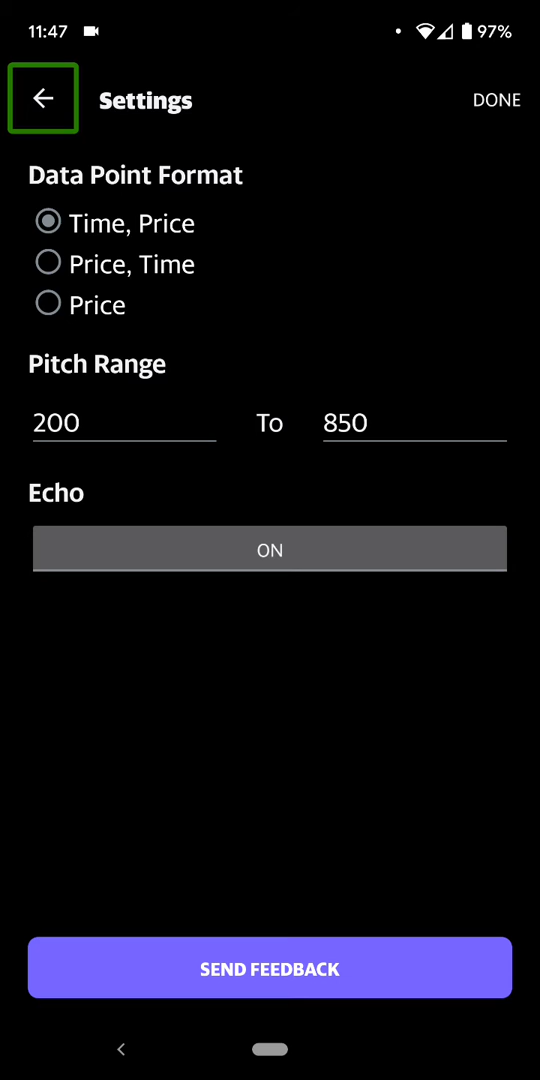 11:47
97%
Settings
DONE
Data Point Format
Time, Price
Price, Time
Price
Pitch Range
200 To 850
Echo
ON
SEND FEEDBACK